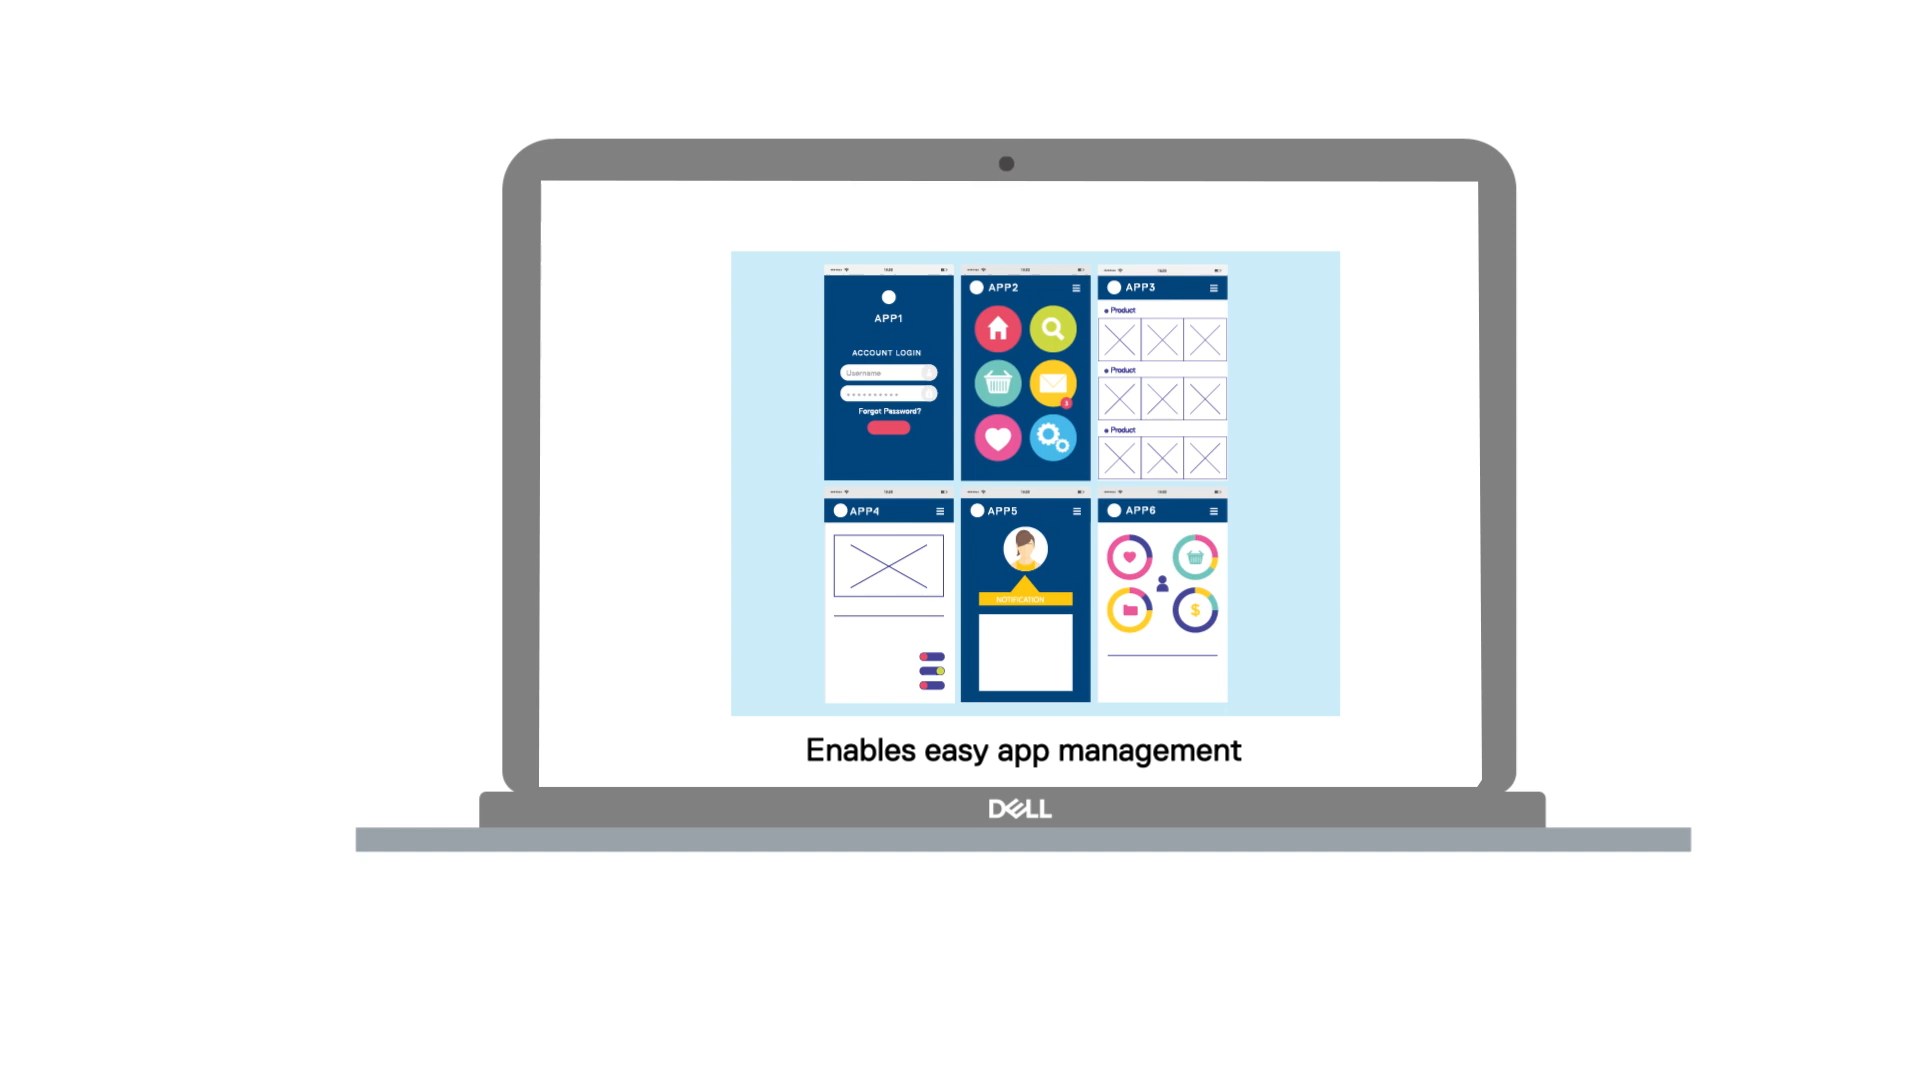 APP1
ACCOUNT LOGIN
Username
Forgot Password?
APP2
3
APP3
Product
Product
Product
APP4
APP5
NOTIFICATION
APP6
$
Enables easy app management
DELL